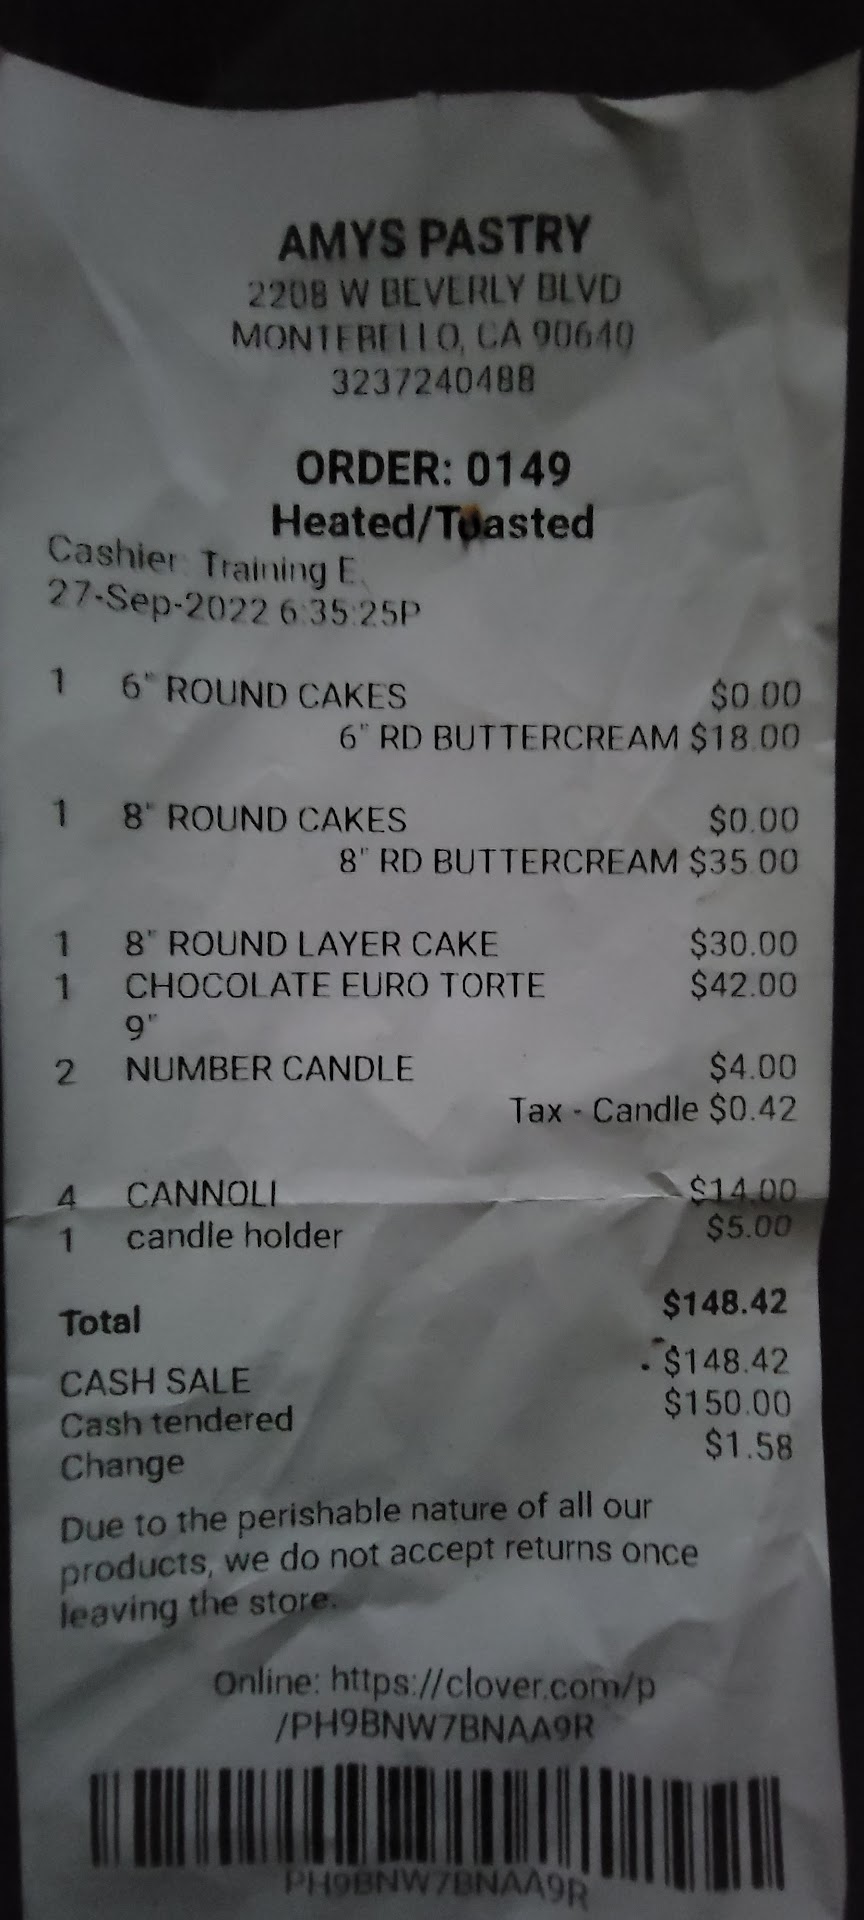 AMYS PASTRY
2208 W BEVERLY BLVD
MONTEBELLO, CA 90640
3237240488
ORDER: 0149
Heated/Toasted
Cashier: Training E.
27-Sep-2022 6:35:25P
1 6" ROUND CAKES $0.00
6" RD BUTTERCREAM $18.00
1 8" ROUND CAKES $0.00
8" RD BUTTERCREAM $35.00
1 8" ROUND LAYER CAKE $30.00
1 CHOCOLATE EURO TORTE $42.00
9"
2 NUMBER CANDLE $4.00
Tax - Candle $0.42
4 CANNOLI $14.00
1 candle holder $5.00
Total $148.42
CASH SALE $148.42
Cash tendered $150.00
Change $1.58
Due to the perishable nature of all our
products, we do not accept returns once
leaving the store.
Online: https://clover.com/p
/PH9BNW7BNAA9R
PH9BNW7BNAA9R